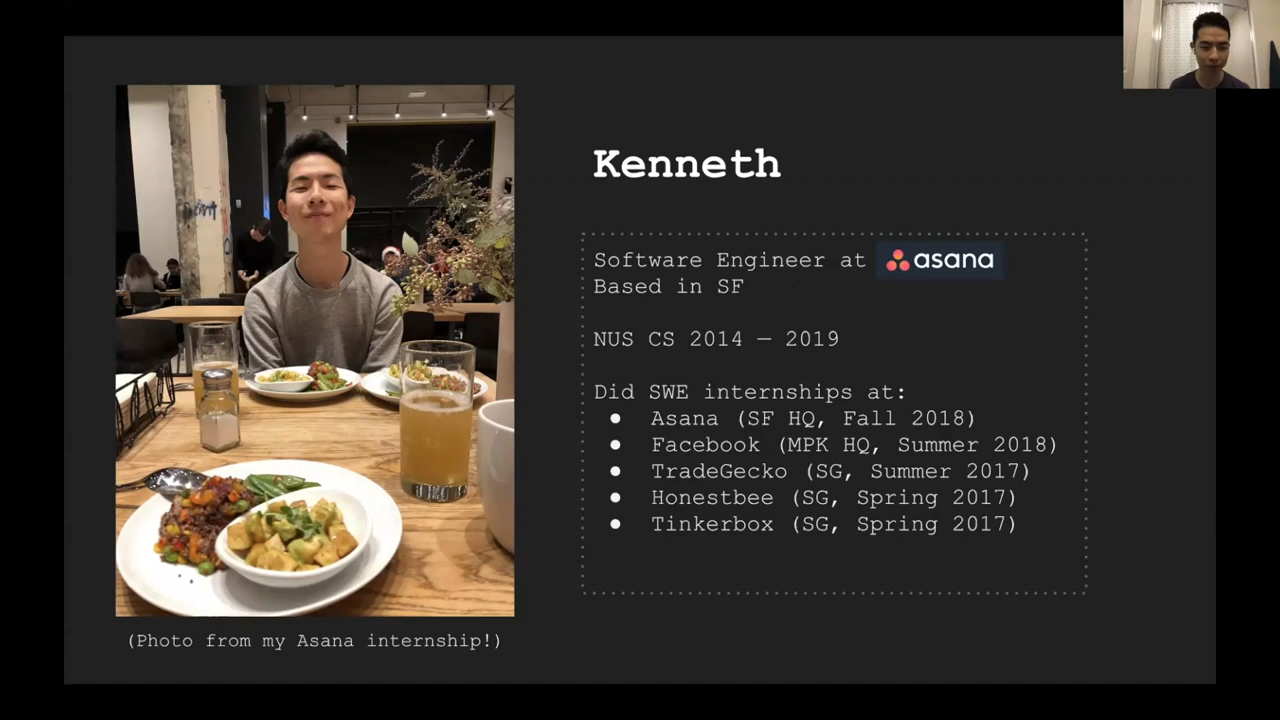 Kenneth
Software Engineer at asana
Based in SF
NUS CS 2014 — 2019
Did SWE internships at:
● Asana (SF HQ, Fall 2018)
● Facebook (MPK HQ, Summer 2018)
● TradeGecko (SG, Summer 2017)
● Honestbee (SG, Spring 2017)
● Tinkerbox (SG, Spring 2017)
(Photo from my Asana internship!)